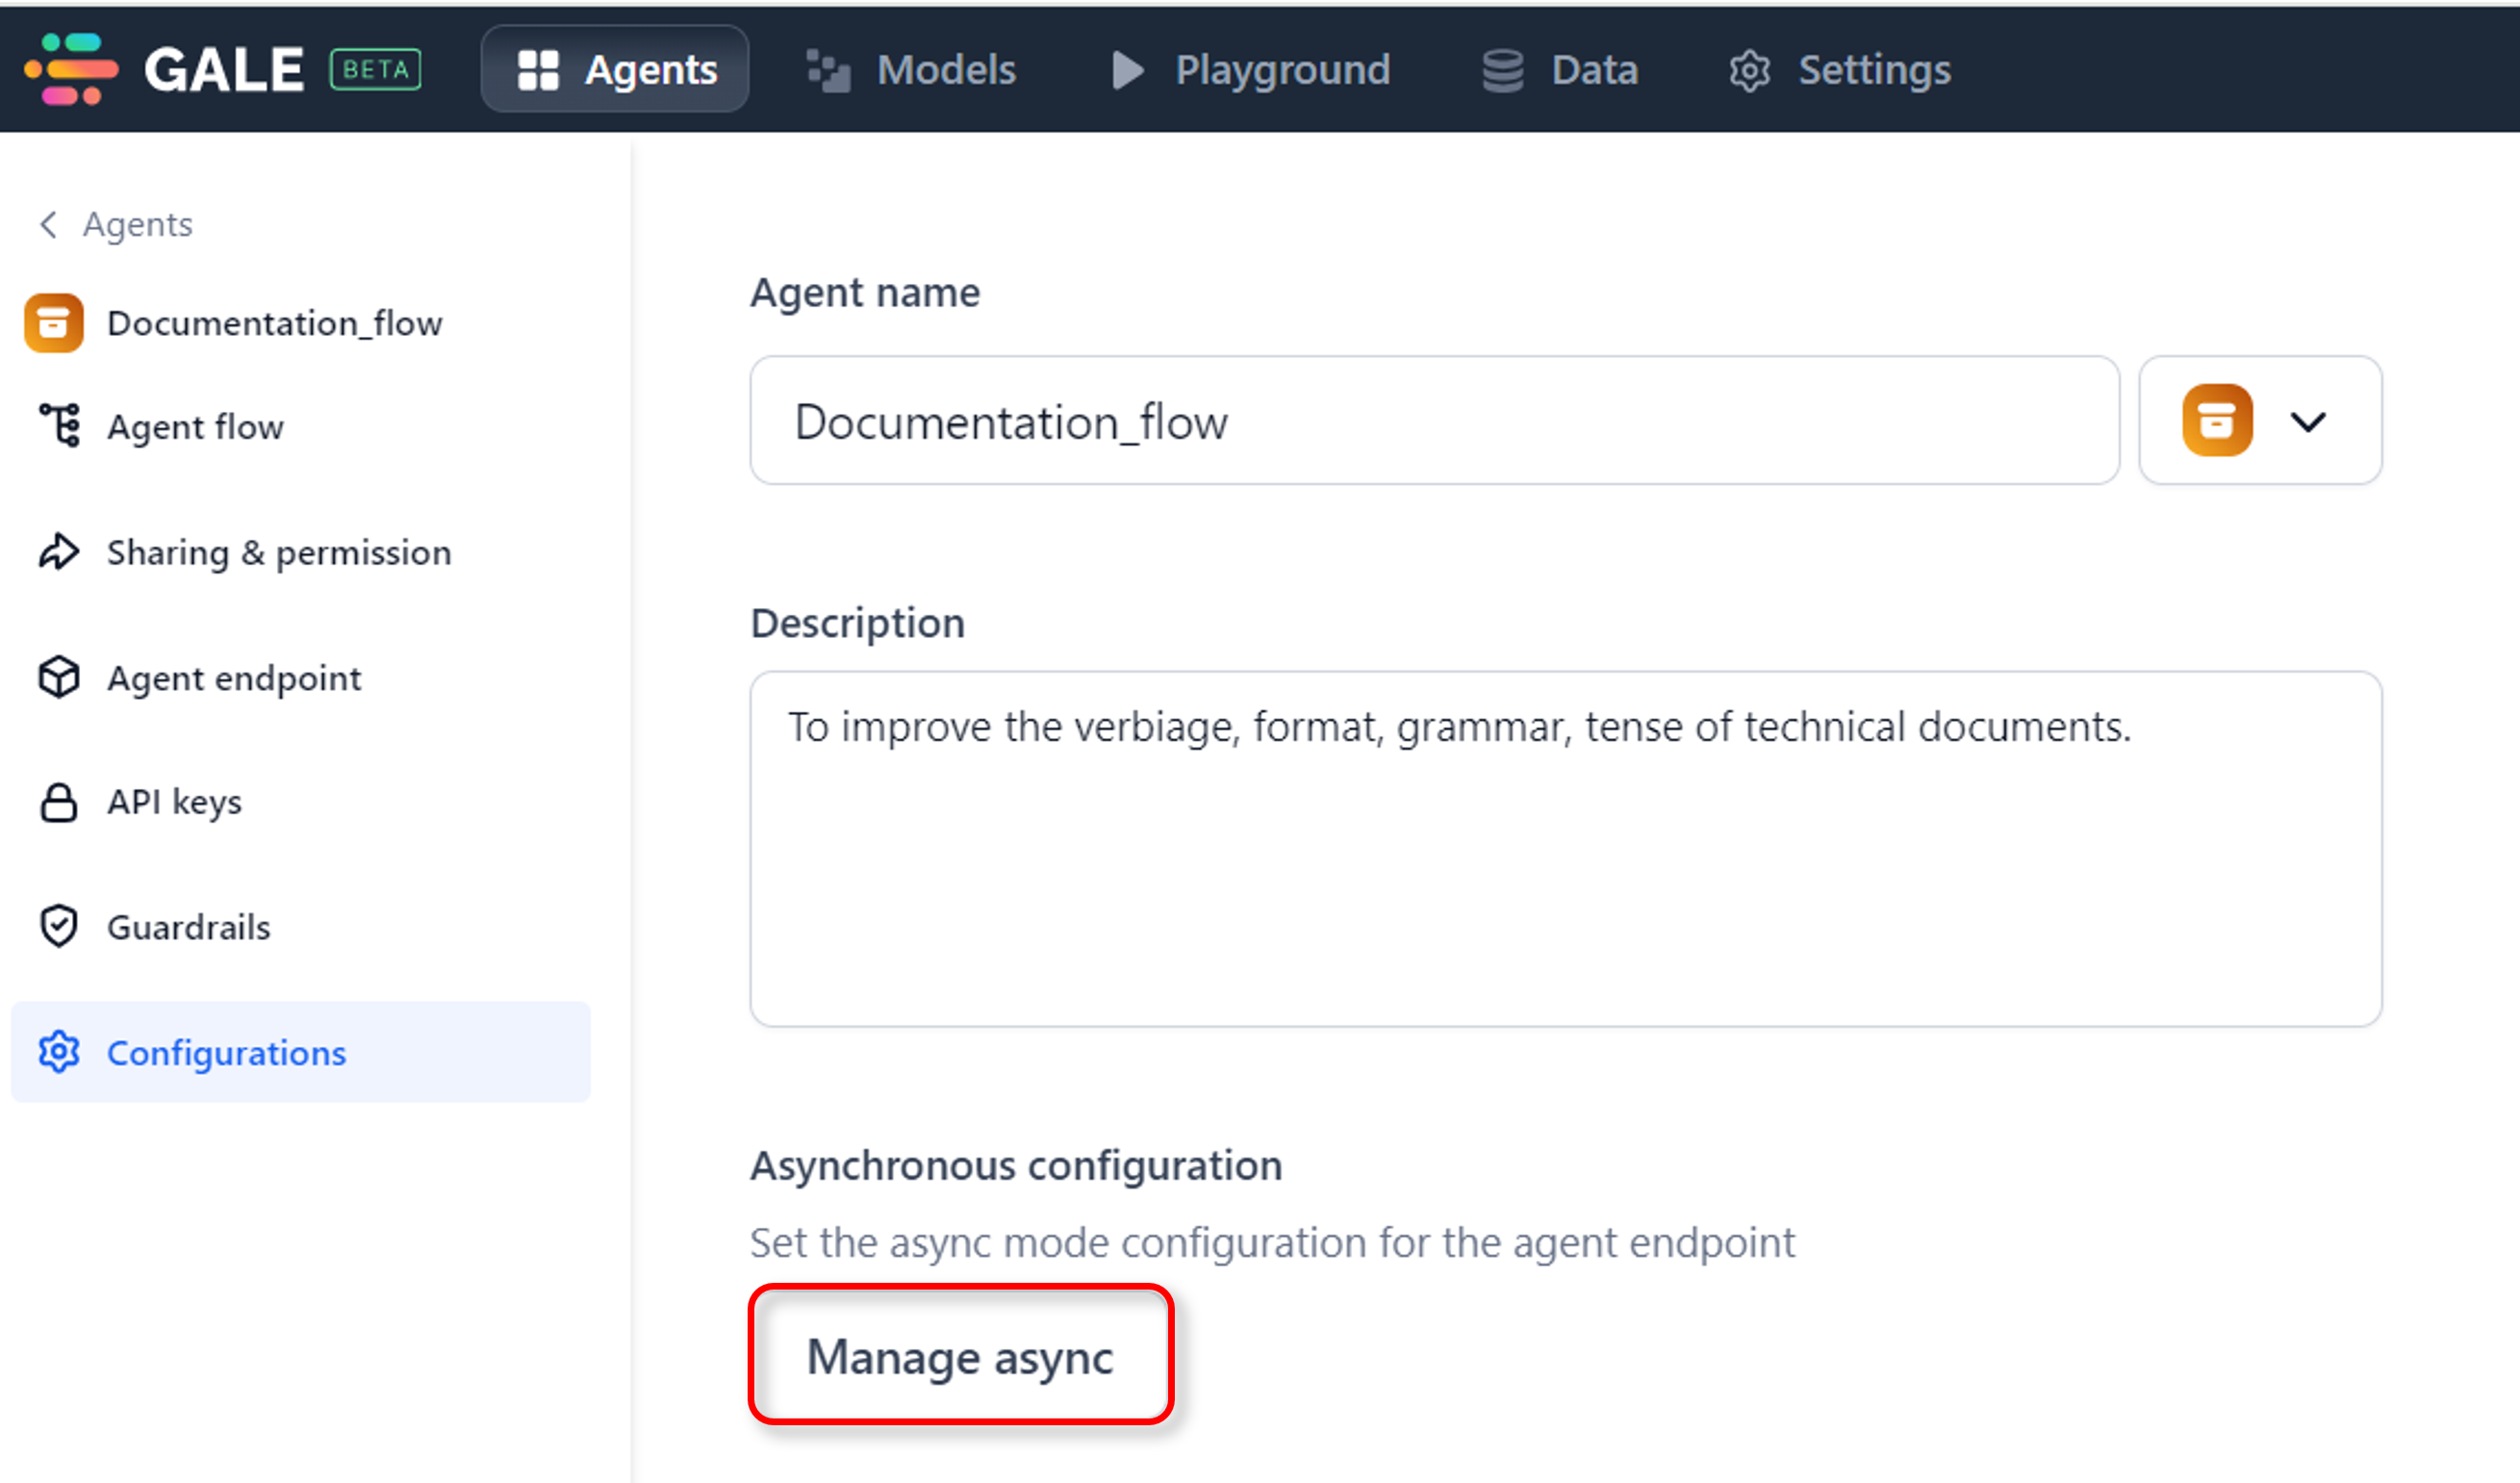 GALE BETA Agents Models Playground Data Settings
Agents
Documentation_flow
Agent flow
Sharing & permission
Agent endpoint
API keys
Guardrails
Configurations
Agent name
Documentation_flow
Description
To improve the verbiage, format, grammar, tense of technical documents.
Asynchronous configuration
Set the async mode configuration for the agent endpoint
Manage async